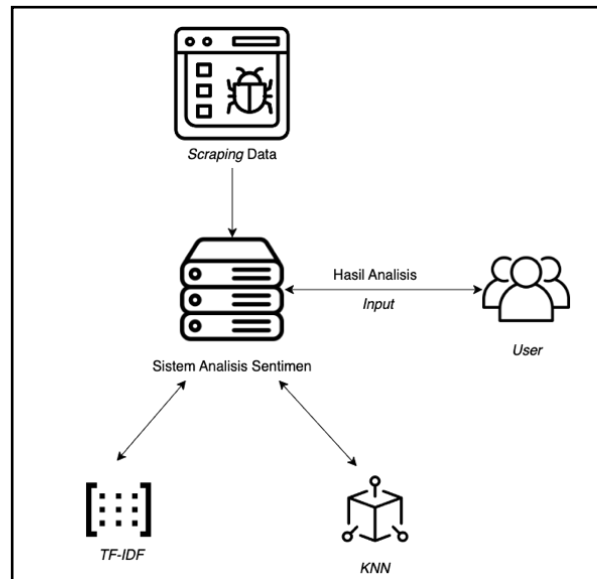 Scraping Data
Hasil Analisis
Input
User
Sistem Analisis Sentimen
TF-IDF
KNN